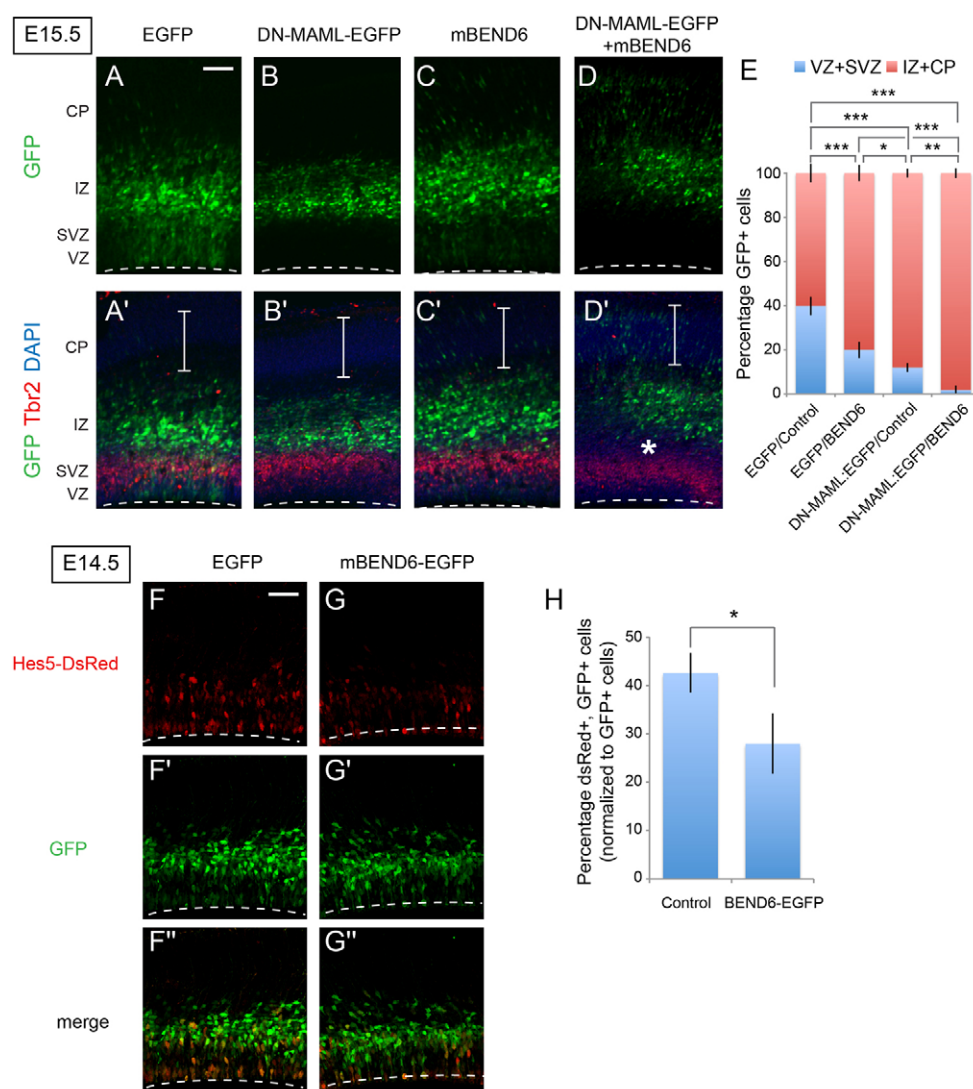 E15.5
EGFP
DN-MAML-EGFP
mBEND6
DN-MAML-EGFP
+mBEND6
GFP
A
B
C
D
CP
IZ
SVZ
VZ
GFP Tbr2 DAPI
A'
B'
C'
D'
CP
IZ
SVZ
VZ
*
E
VZ+SVZ
IZ+CP
***
***
***
***
*
**
Percentage GFP+ cells
100
80
60
40
20
0
EGFP/Control
EGFP/BEND6
DN-MAML:EGFP/Control
DN-MAML:EGFP/BEND6
E14.5
EGFP
mBEND6-EGFP
Hes5-DsRed
F
G
GFP
F'
G'
merge
F"
G"
H
*
Percentage dsRed+, GFP+ cells
(normalized to GFP+ cells)
50
40
30
20
10
0
Control
BEND6-EGFP